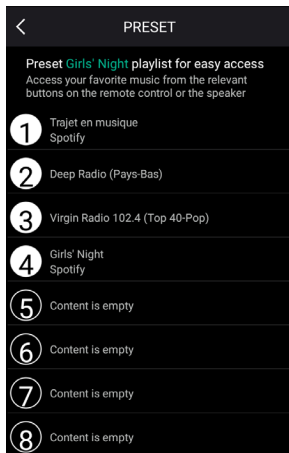 PRESET
Preset Girls' Night playlist for easy access
Access your favorite music from the relevant
buttons on the remote control or the speaker
1 Trajet en musique
Spotify
2 Deep Radio (Pays-Bas)
3 Virgin Radio 102.4 (Top 40-Pop)
4 Girls' Night
Spotify
5 Content is empty
6 Content is empty
7 Content is empty
8 Content is empty